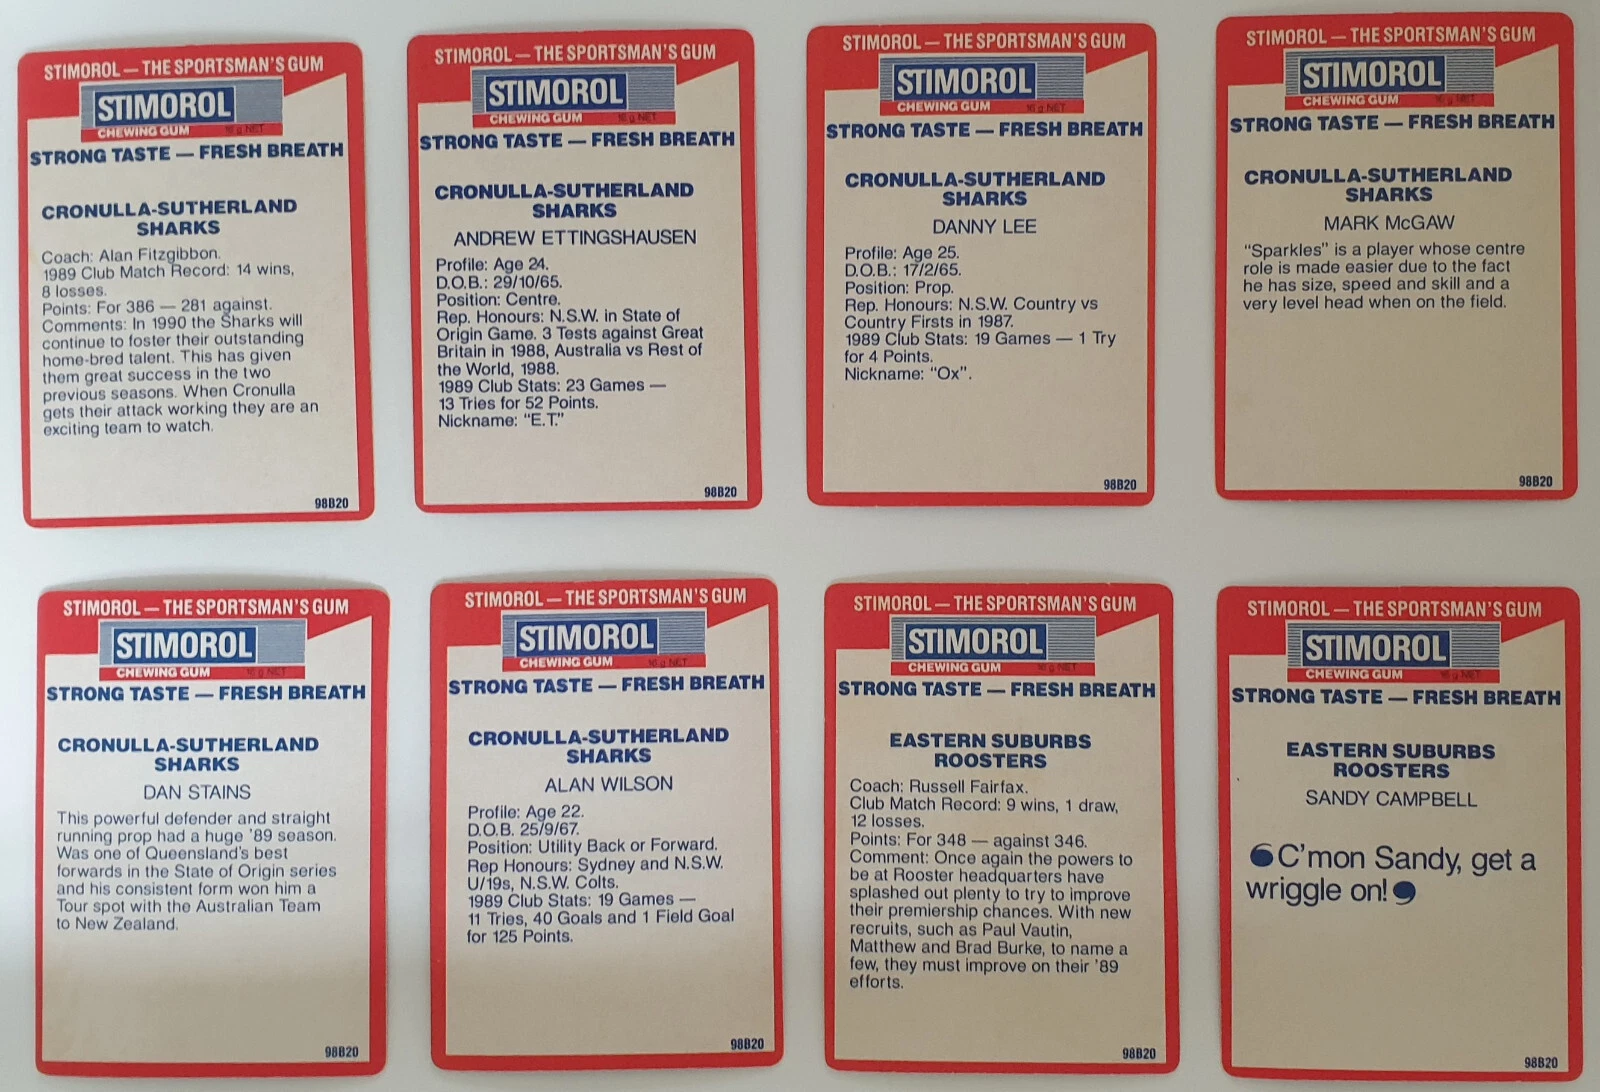 STIMOROL — THE SPORTSMAN'S GUM
STIMOROL
CHEWING GUM 16 g NET
STRONG TASTE — FRESH BREATH
CRONULLA-SUTHERLAND
SHARKS
Coach: Alan Fitzgibbon.
1989 Club Match Record: 14 wins,
8 losses.
Points: For 386 — 281 against.
Comments: In 1990 the Sharks will
continue to foster their outstanding
home-bred talent. This has given
them great success in the two
previous seasons. When Cronulla
gets their attack working they are an
exciting team to watch.
98B20
STIMOROL — THE SPORTSMAN'S GUM
STIMOROL
CHEWING GUM 16 g NET
STRONG TASTE — FRESH BREATH
CRONULLA-SUTHERLAND
SHARKS
ANDREW ETTINGSHAUSEN
Profile: Age 24.
D.O.B.: 29/10/65.
Position: Centre.
Rep. Honours: N.S.W. in State of
Origin Game. 3 Tests against Great
Britain in 1988, Australia vs Rest of
the World, 1988.
1989 Club Stats: 23 Games —
13 Tries for 52 Points.
Nickname: "E.T."
98B20
STIMOROL — THE SPORTSMAN'S GUM
STIMOROL
CHEWING GUM 16 g NET
STRONG TASTE — FRESH BREATH
CRONULLA-SUTHERLAND
SHARKS
DANNY LEE
Profile: Age 25.
D.O.B.: 17/2/65.
Position: Prop.
Rep. Honours: N.S.W. Country vs
Country Firsts in 1987.
1989 Club Stats: 19 Games — 1 Try
for 4 Points.
Nickname: "Ox".
98B20
STIMOROL — THE SPORTSMAN'S GUM
STIMOROL
CHEWING GUM 16 g NET
STRONG TASTE — FRESH BREATH
CRONULLA-SUTHERLAND
SHARKS
MARK McGAW
"Sparkles" is a player whose centre
role is made easier due to the fact
he has size, speed and skill and a
very level head when on the field.
98B20
STIMOROL — THE SPORTSMAN'S GUM
STIMOROL
CHEWING GUM 16 g NET
STRONG TASTE — FRESH BREATH
CRONULLA-SUTHERLAND
SHARKS
DAN STAINS
This powerful defender and straight
running prop had a huge '89 season.
Was one of Queensland's best
forwards in the State of Origin series
and his consistent form won him a
Tour spot with the Australian Team
to New Zealand.
98B20
STIMOROL — THE SPORTSMAN'S GUM
STIMOROL
CHEWING GUM 16 g NET
STRONG TASTE — FRESH BREATH
CRONULLA-SUTHERLAND
SHARKS
ALAN WILSON
Profile: Age 22.
D.O.B. 25/9/67.
Position: Utility Back or Forward.
Rep Honours: Sydney and N.S.W.
U/19s, N.S.W. Colts.
1989 Club Stats: 19 Games —
11 Tries, 40 Goals and 1 Field Goal
for 125 Points.
98B20
STIMOROL — THE SPORTSMAN'S GUM
STIMOROL
CHEWING GUM 16 g NET
STRONG TASTE — FRESH BREATH
EASTERN SUBURBS
ROOSTERS
Coach: Russell Fairfax.
Club Match Record: 9 wins, 1 draw,
12 losses.
Points: For 348 — against 346.
Comment: Once again the powers to
be at Rooster headquarters have
splashed out plenty to try to improve
their premiership chances. With new
recruits, such as Paul Vautin,
Matthew and Brad Burke, to name a
few, they must improve on their '89
efforts.
98B20
STIMOROL — THE SPORTSMAN'S GUM
STIMOROL
CHEWING GUM 16 g NET
STRONG TASTE — FRESH BREATH
EASTERN SUBURBS
ROOSTERS
SANDY CAMPBELL
‘C'mon Sandy, get a
wriggle on!’
98B20